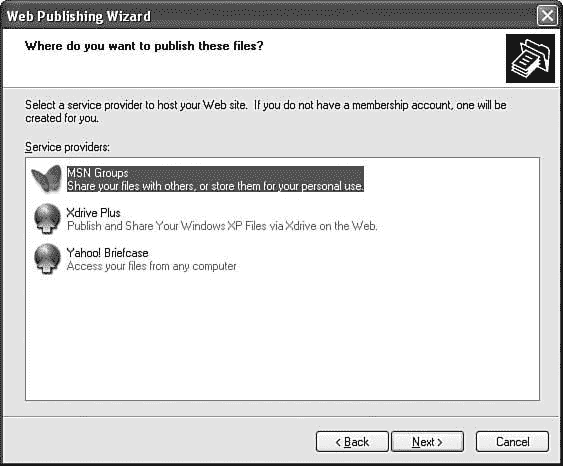 Web Publishing Wizard
Where do you want to publish these files?
Select a service provider to host your Web site. If you do not have a membership account, one will be
created for you.
Service providers:
MSN Groups
Share your files with others, or store them for your personal use.
Xdrive Plus
Publish and Share Your Windows XP Files via Xdrive on the Web.
Yahoo! Briefcase
Access your files from any computer
< Back Next > Cancel